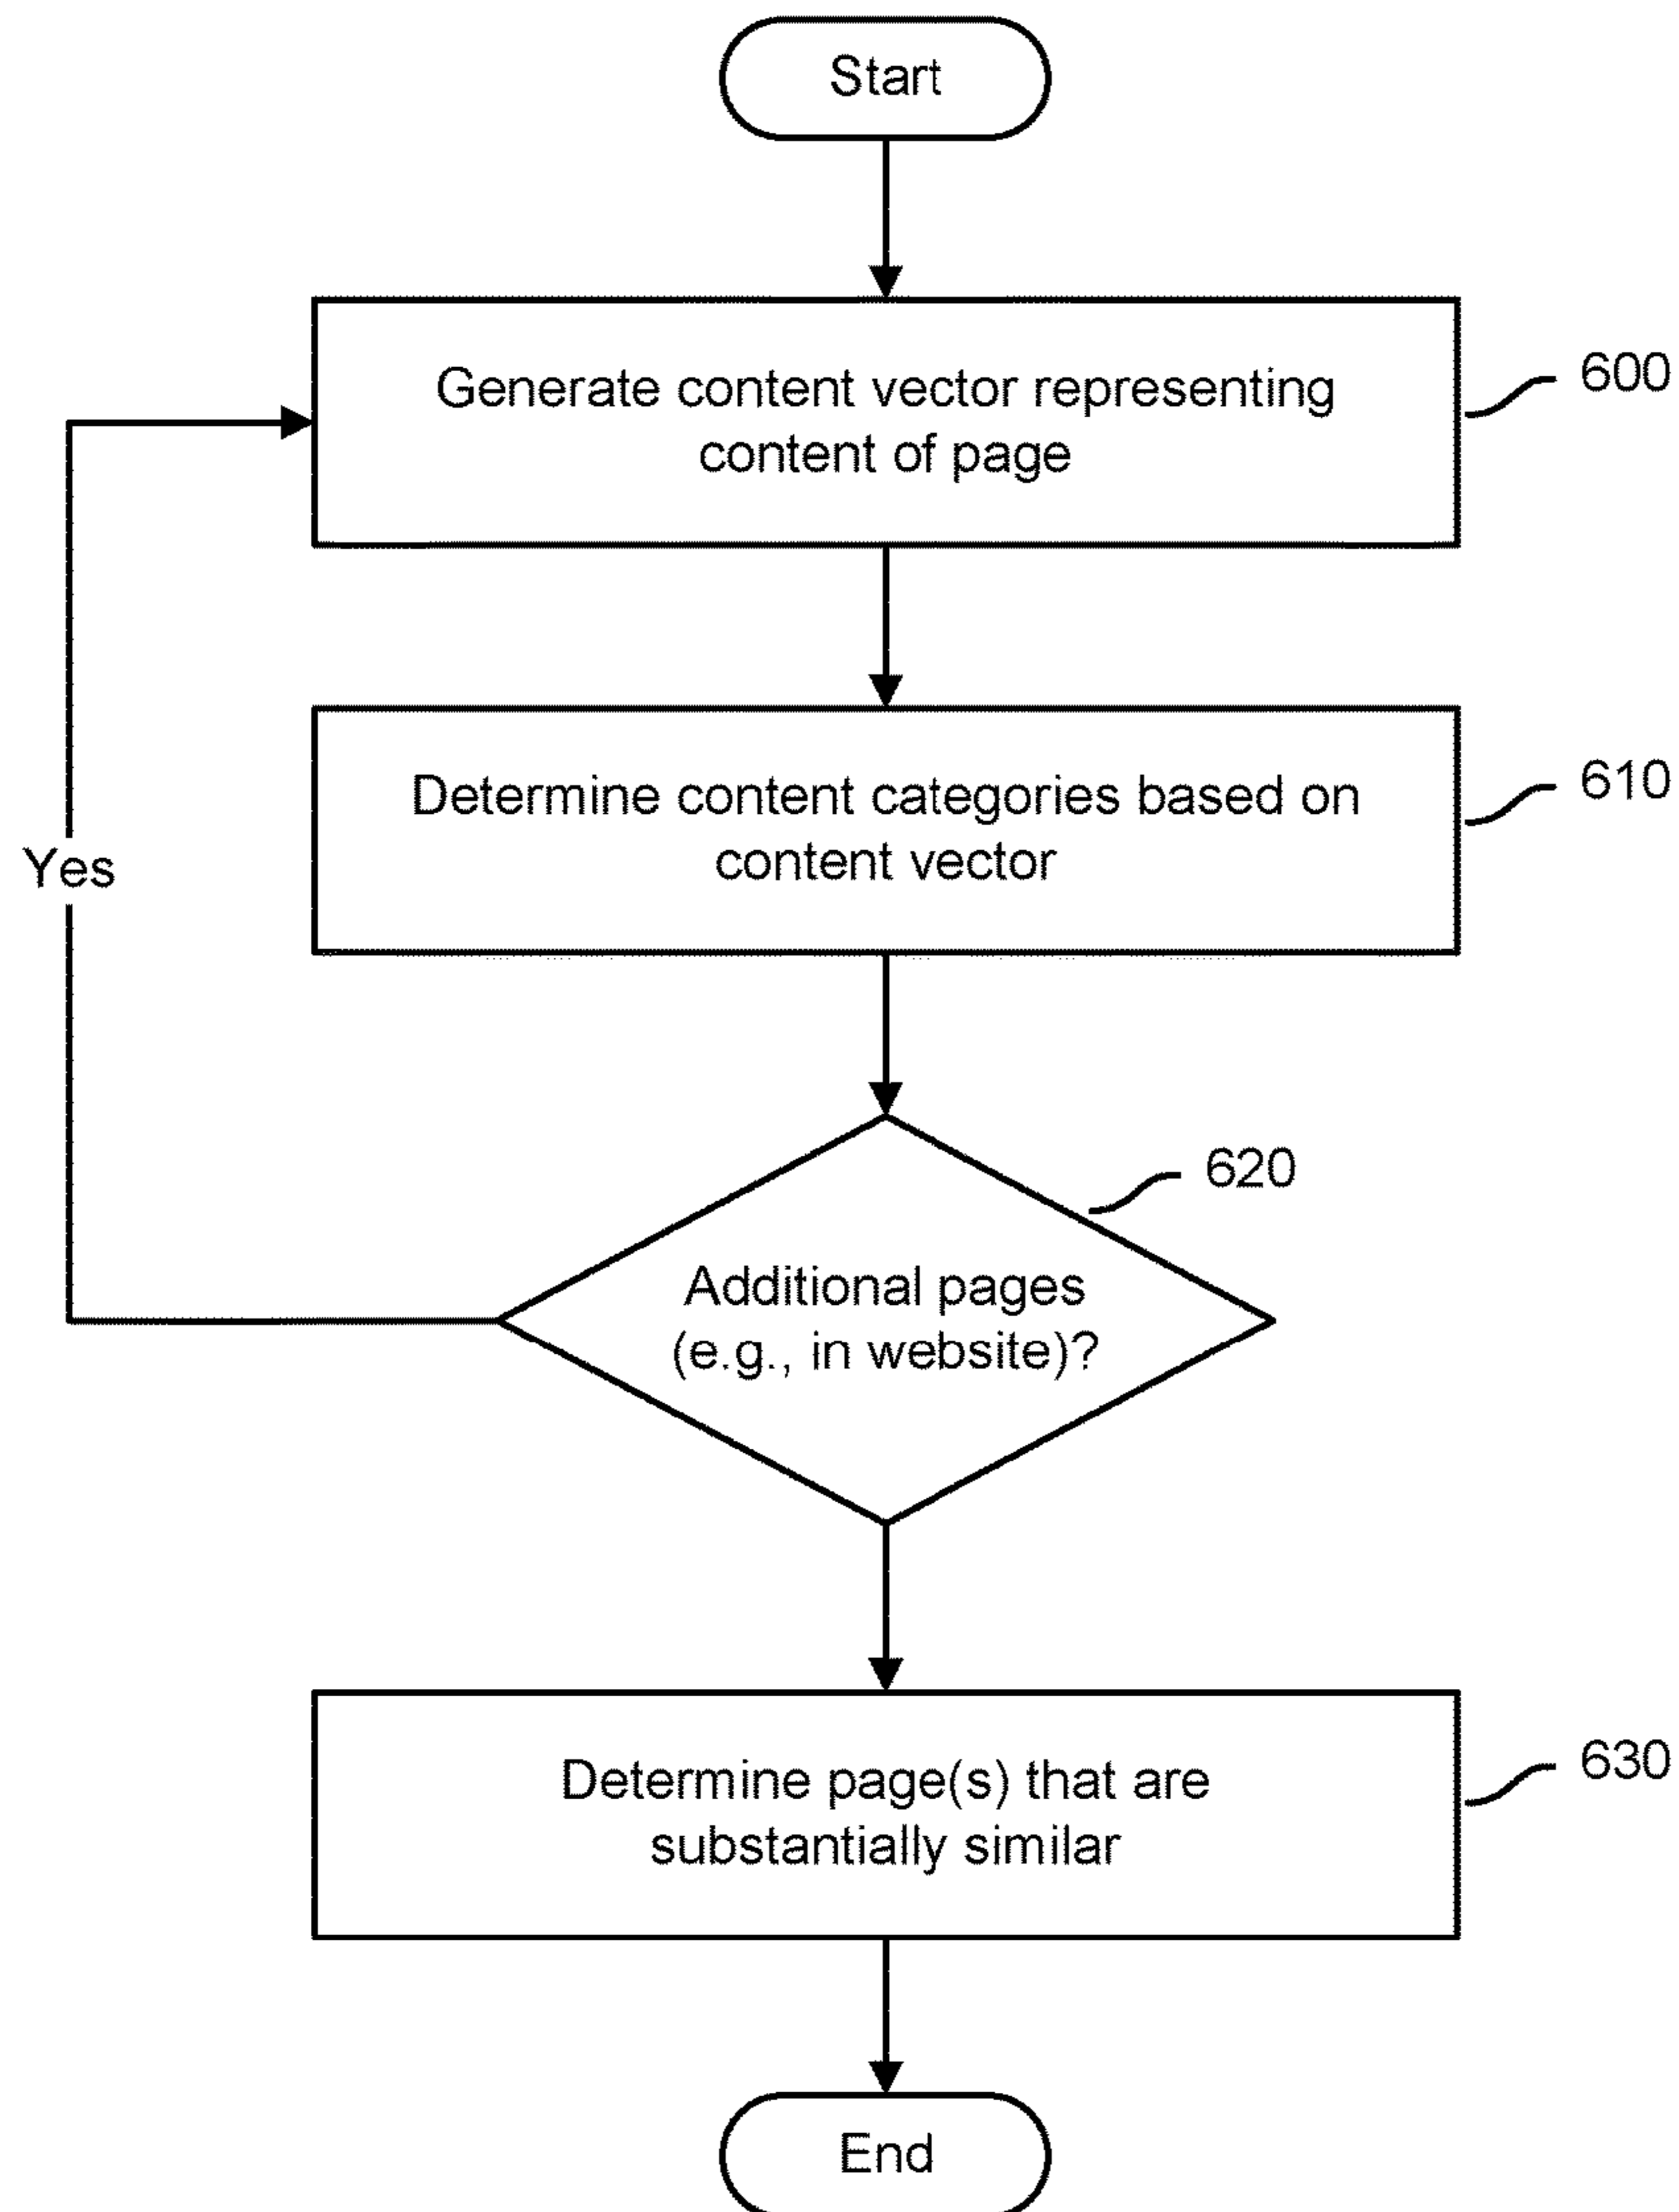 Start
Generate content vector representing
content of page
600
Determine content categories based on
content vector
610
Yes
620
Additional pages
(e.g., in website)?
Determine page(s) that are
substantially similar
630
End